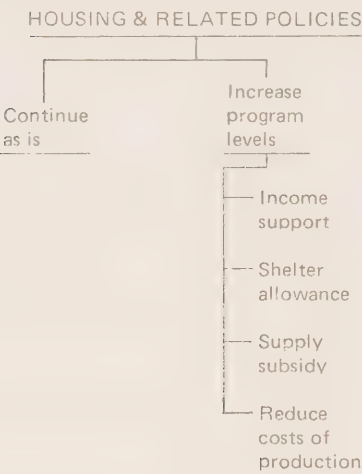 HOUSING & RELATED POLICIES
Continue
as is
Increase
program
levels
Income
support
Shelter
allowance
Supply
subsidy
Reduce
costs of
production